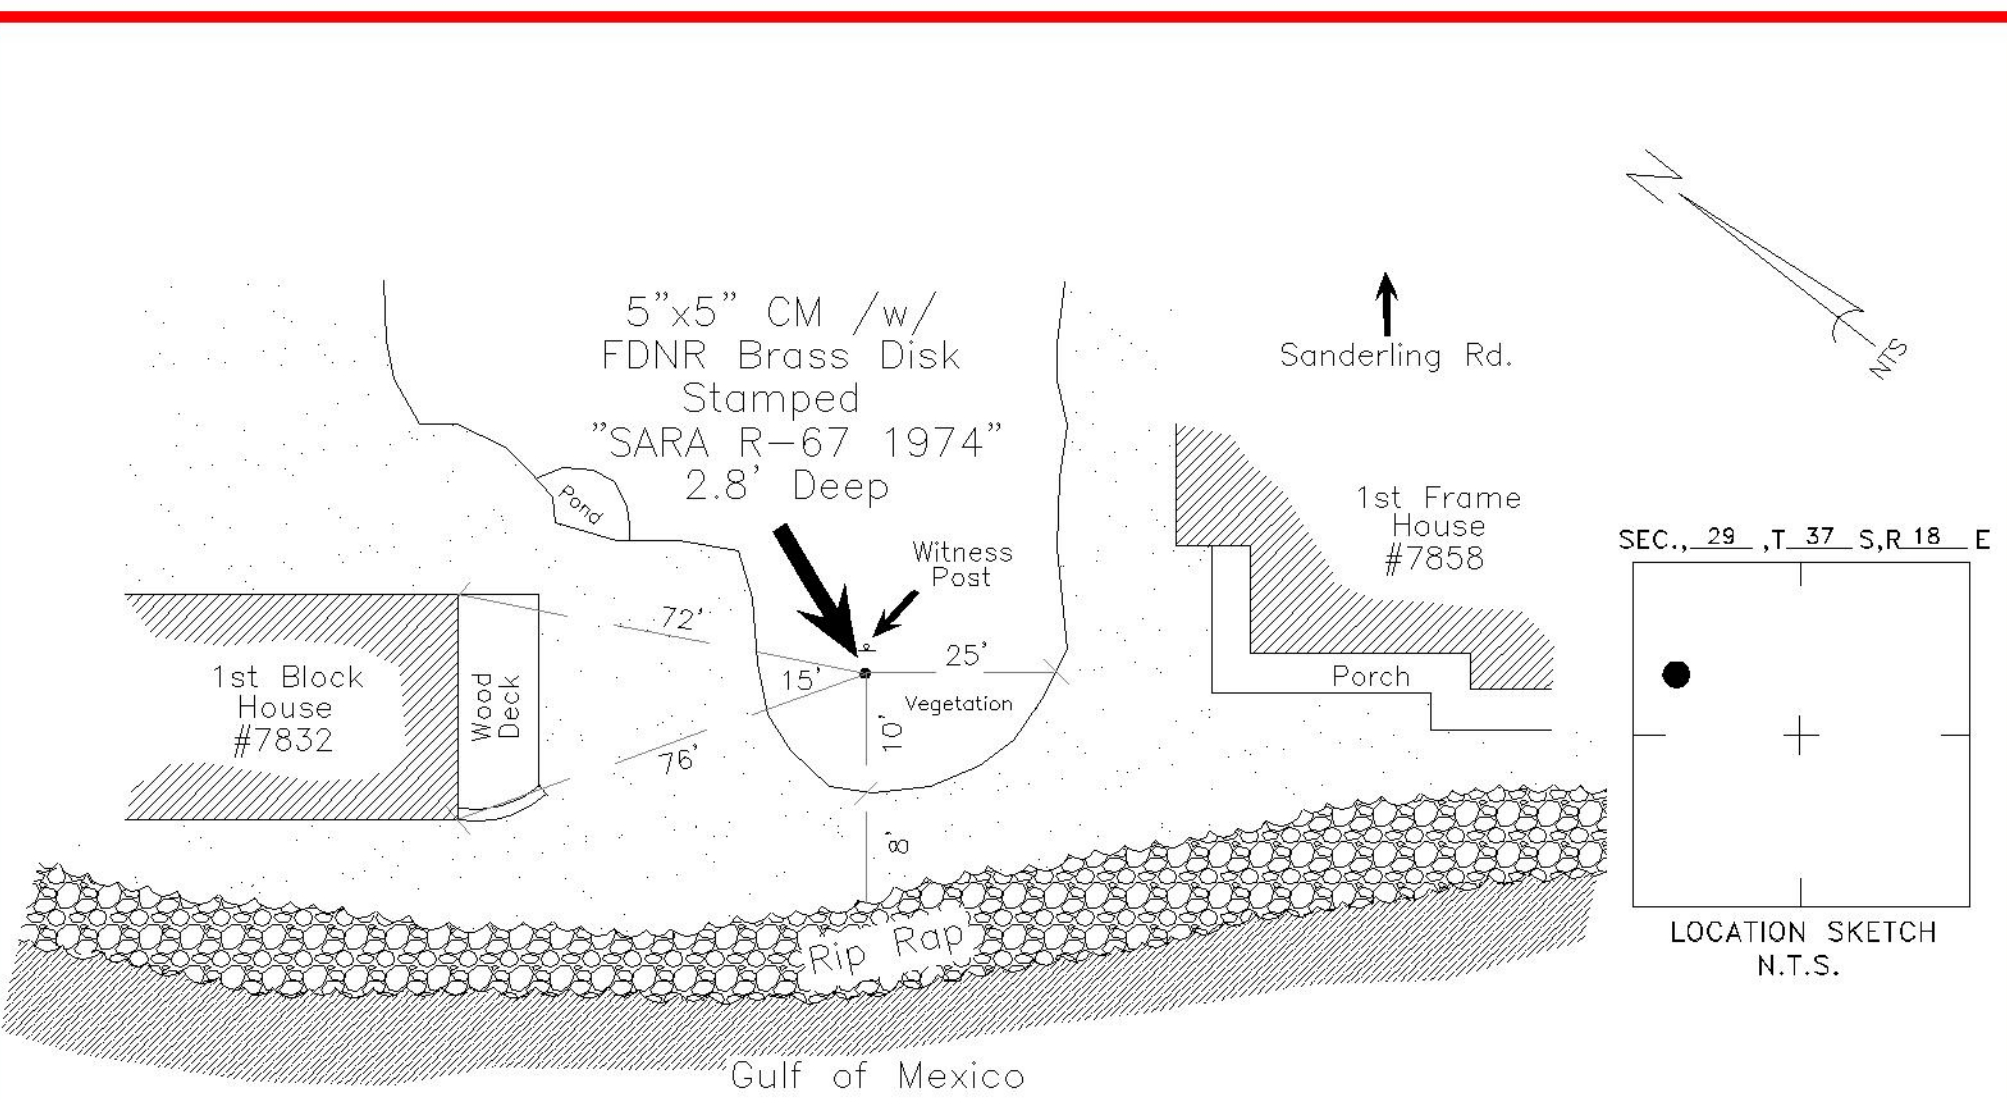 N
NTS
5"x5" CM /w/
FDNR Brass Disk
Stamped
"SARA R-67 1974"
2.8' Deep
Sanderling Rd.
Pond
Witness
Post
1st Frame
House
#7858
SEC., 29 ,T 37 S,R 18 E
72'
25'
15'
Vegetation
10'
76'
8'
1st Block
House
#7832
Wood
Deck
Porch
Rip Rap
Gulf of Mexico
LOCATION SKETCH
N.T.S.